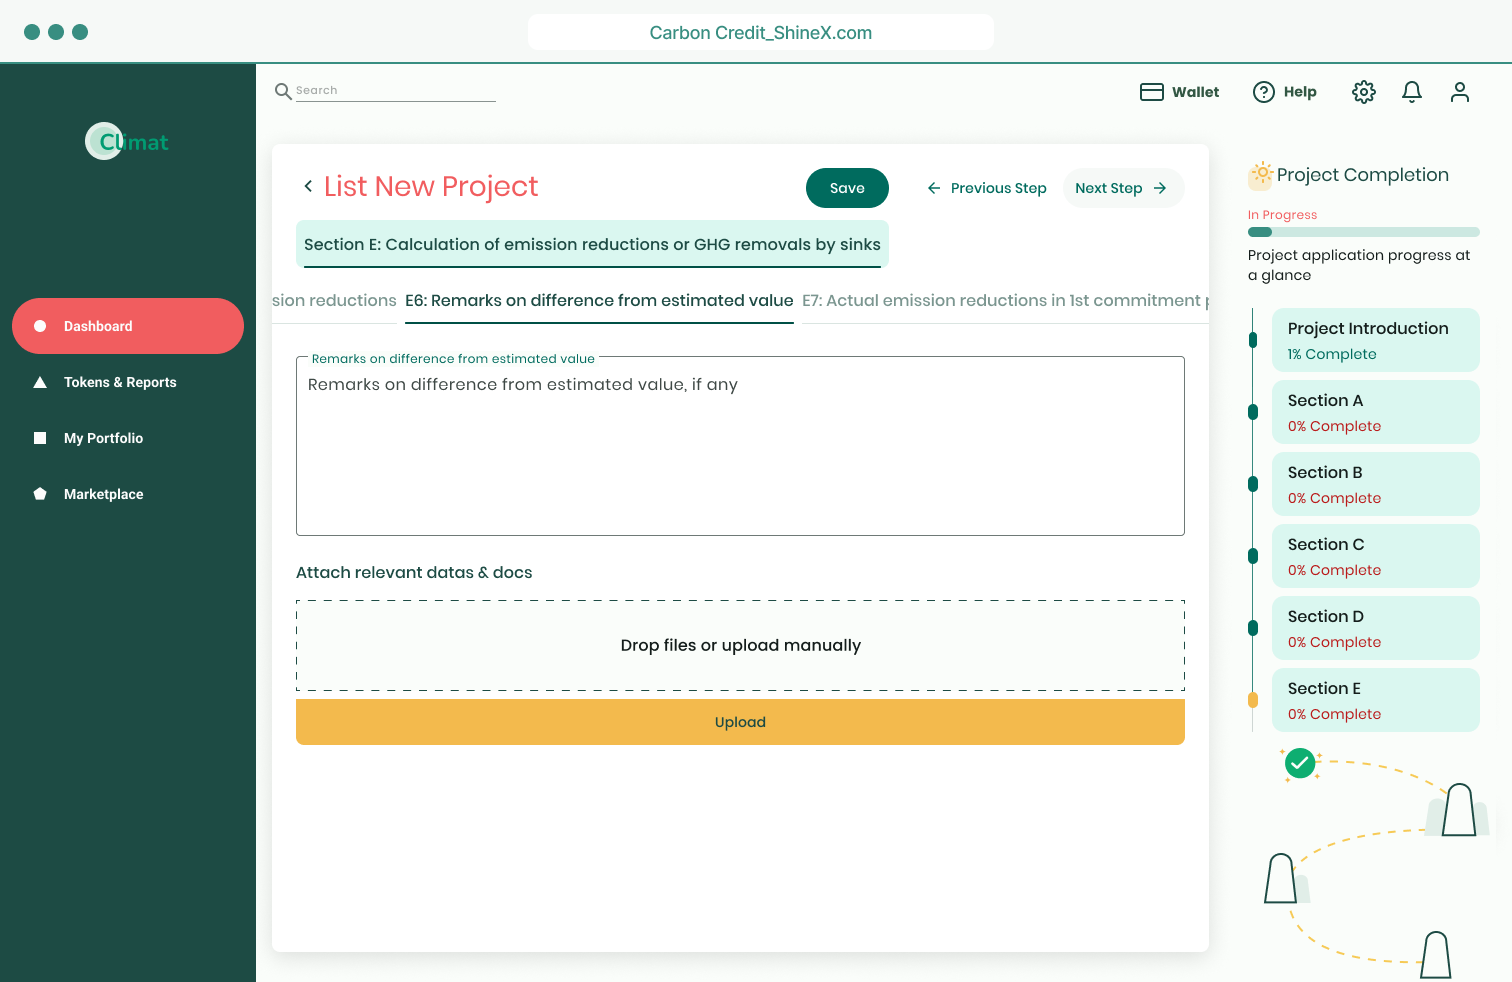 Carbon Credit_ShineX.com
Search
Wallet
Help
Climat
Dashboard
Tokens & Reports
My Portfolio
Marketplace
List New Project
Save
Previous Step
Next Step
Section E: Calculation of emission reductions or GHG removals by sinks
sion reductions
E6: Remarks on difference from estimated value
E7: Actual emission reductions in 1st commitment
Remarks on difference from estimated value
Remarks on difference from estimated value, if any
Attach relevant datas & docs
Drop files or upload manually
Upload
Project Completion
In Progress
Project application progress at
a glance
Project Introduction
1% Complete
Section A
0% Complete
Section B
0% Complete
Section C
0% Complete
Section D
0% Complete
Section E
0% Complete